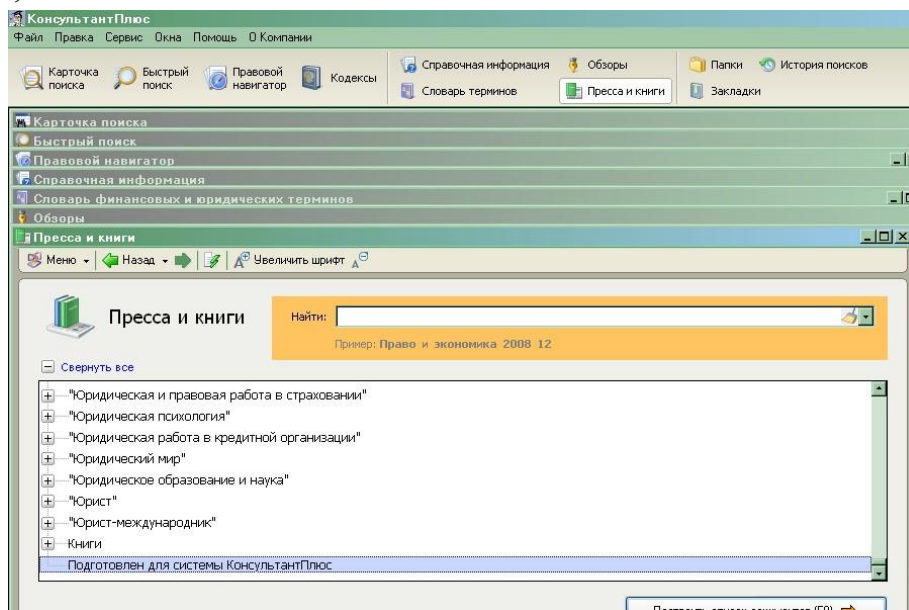 КонсультантПлюс
Файл Правка Сервис Окна Помощь О Компании
Карточка поиска Быстрый поиск Правовой навигатор Кодексы Справочная информация Обзоры Папки История поисков
Словарь терминов Пресса и книги Закладки
Карточка поиска
Быстрый поиск
Правовой навигатор
Справочная информация
Словарь финансовых и юридических терминов
Обзоры
Пресса и книги
Меню Назад Увеличить шрифт
Пресса и книги Найти:
Пример: Право и экономика 2008 12
Свернуть все
"Юридическая и правовая работа в страховании"
"Юридическая психология"
"Юридическая работа в кредитной организации"
"Юридический мир"
"Юридическое образование и наука"
"Юрист"
"Юрист-международник"
Книги
Подготовлен для системы КонсультантПлюс